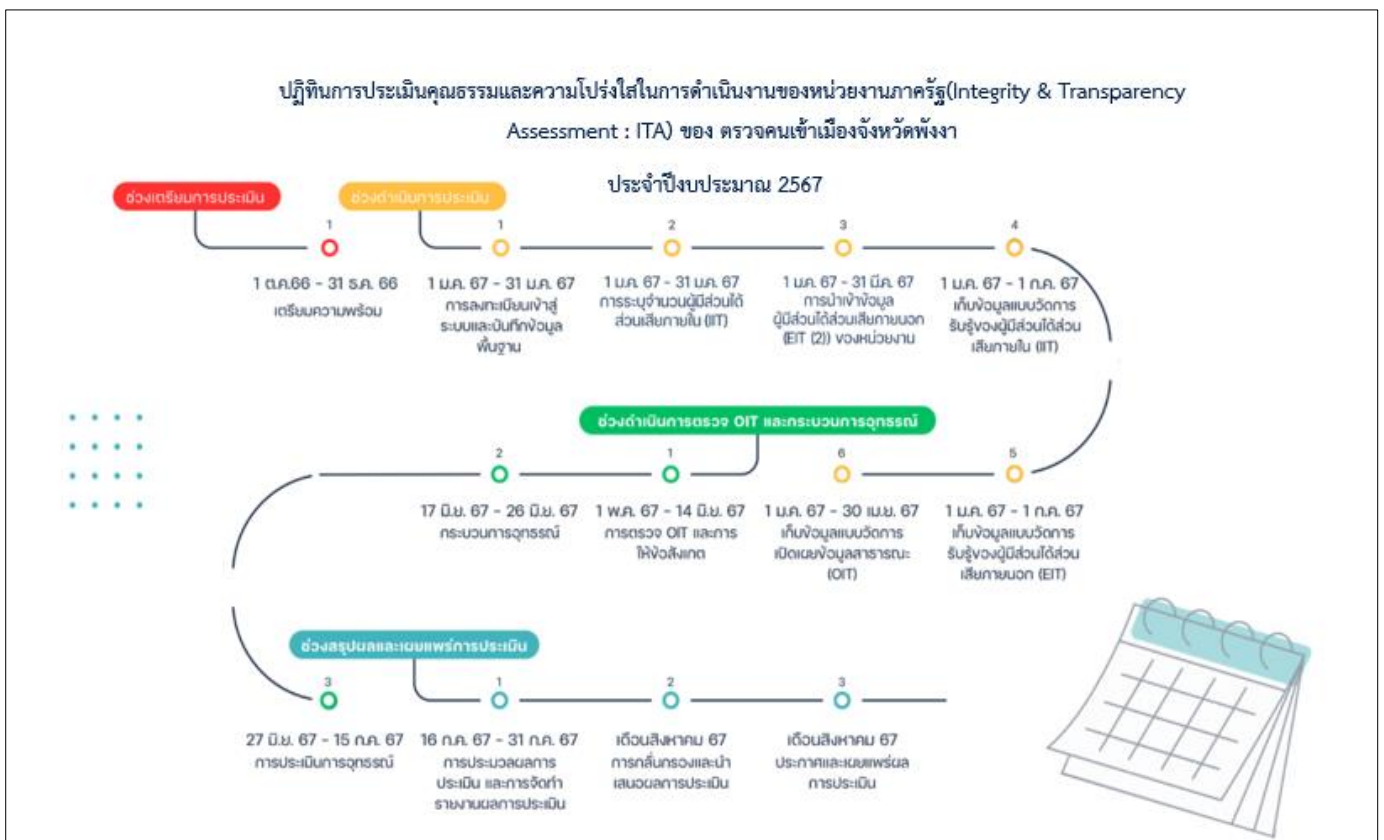 ปฏิทินการประเมินคุณธรรมและความโปร่งใสในการดำเนินงานของหน่วยงานภาครัฐ(Integrity & Transparency
Assessment : ITA) ของ ตรวจคนเข้าเมืองจังหวัดพังงา
ประจำปีงบประมาณ 2567
ช่วงเตรียมการประเมิน
1
1 ต.ค.66 - 31 ธ.ค. 66
เตรียมความพร้อม
ช่วงดำเนินการประเมิน
1
1 ม.ค. 67 - 31 ม.ค. 67
การลงทะเบียนเข้าสู่
ระบบและบันทึกข้อมูล
พื้นฐาน
2
1 ม.ค. 67 - 31 ม.ค. 67
การระบุจำนวนผู้มีส่วนได้
ส่วนเสียภายใน (IIT)
3
1 ม.ค. 67 - 31 มี.ค. 67
การนำเข้าข้อมูล
ผู้มีส่วนได้ส่วนเสียภายนอก
(EIT (2)) ของหน่วยงาน
4
1 ม.ค. 67 - 1 ก.ค. 67
เก็บข้อมูลแบบวัดการ
รับรู้ของผู้มีส่วนได้ส่วน
เสียภายใน (IIT)
5
1 ม.ค. 67 - 1 ก.ค. 67
เก็บข้อมูลแบบวัดการ
รับรู้ของผู้มีส่วนได้ส่วน
เสียภายนอก (EIT)
6
1 ม.ค. 67 - 30 เม.ย. 67
เก็บข้อมูลแบบวัดการ
เปิดเผยข้อมูลสาธารณะ
(OIT)
ช่วงดำเนินการตรวจ OIT และกระบวนการอุทธรณ์
1
1 พ.ค. 67 - 14 มิ.ย. 67
การตรวจ OIT และการ
ให้ข้อสังเกต
2
17 มิ.ย. 67 - 26 มิ.ย. 67
กระบวนการอุทธรณ์
3
27 มิ.ย. 67 - 15 ก.ค. 67
การประเมินการอุทธรณ์
ช่วงสรุปผลและเผยแพร่การประเมิน
1
16 ก.ค. 67 - 31 ก.ค. 67
การประมวลผลการ
ประเมิน และการจัดทำ
รายงานผลการประเมิน
2
เดือนสิงหาคม 67
การกลั่นกรองและนำ
เสนอผลการประเมิน
3
เดือนสิงหาคม 67
ประกาศและเผยแพร่ผล
การประเมิน